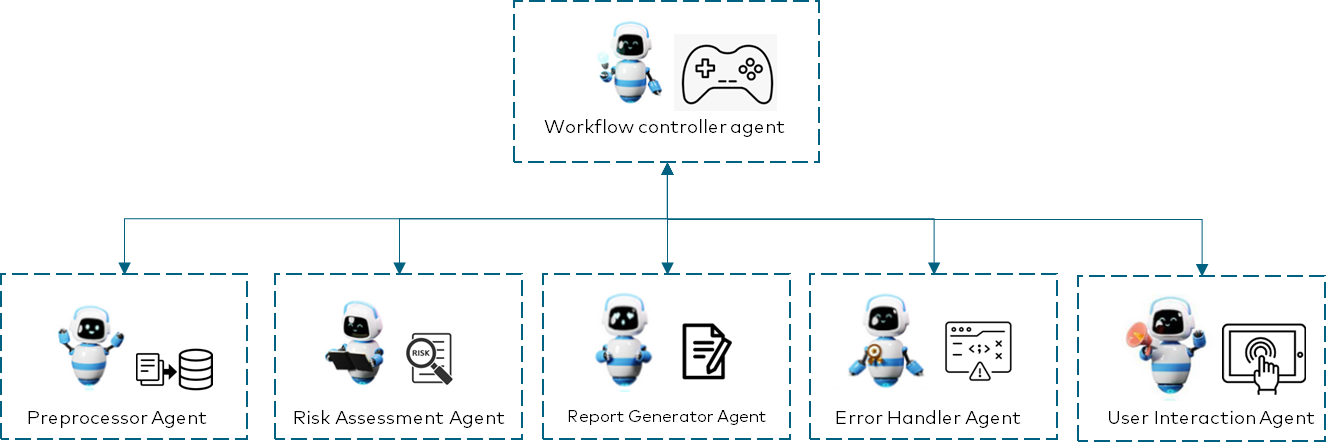 Workflow controller agent
RISK
Preprocessor Agent
Risk Assessment Agent
Report Generator Agent
Error Handler Agent
User Interaction Agent